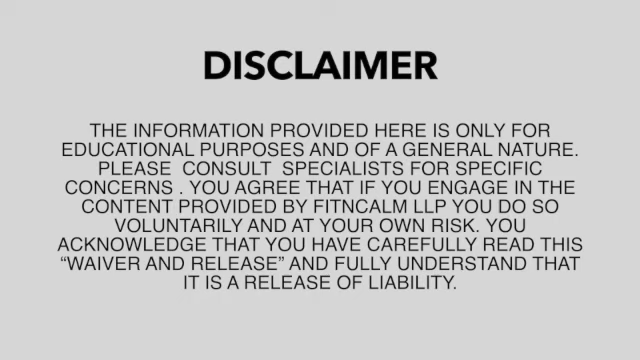 DISCLAIMER
THE INFORMATION PROVIDED HERE IS ONLY FOR
EDUCATIONAL PURPOSES AND OF A GENERAL NATURE.
PLEASE  CONSULT  SPECIALISTS FOR SPECIFIC
CONCERNS . YOU AGREE THAT IF YOU ENGAGE IN THE
CONTENT PROVIDED BY FITNCALM LLP YOU DO SO
VOLUNTARILY AND AT YOUR OWN RISK. YOU
ACKNOWLEDGE THAT YOU HAVE CAREFULLY READ THIS
“WAIVER AND RELEASE” AND FULLY UNDERSTAND THAT
IT IS A RELEASE OF LIABILITY.